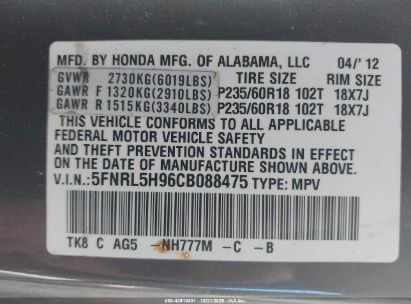 MFD. BY HONDA MFG. OF ALABAMA, LLC 04/'12
GVWR 2730KG(6019LBS) TIRE SIZE RIM SIZE
GAWR F 1320KG(2910LBS) P235/60R18 102T 18X7J
GAWR R 1515KG(3340LBS) P235/60R18 102T 18X7J
THIS VEHICLE CONFORMS TO ALL APPLICABLE
FEDERAL MOTOR VEHICLE SAFETY
AND THEFT PREVENTION STANDARDS IN EFFECT
ON THE DATE OF MANUFACTURE SHOWN ABOVE.
V.I.N.: 5FNRL5H96CB088475 TYPE: MPV
TK8 C AG5 -NH777M -C -B